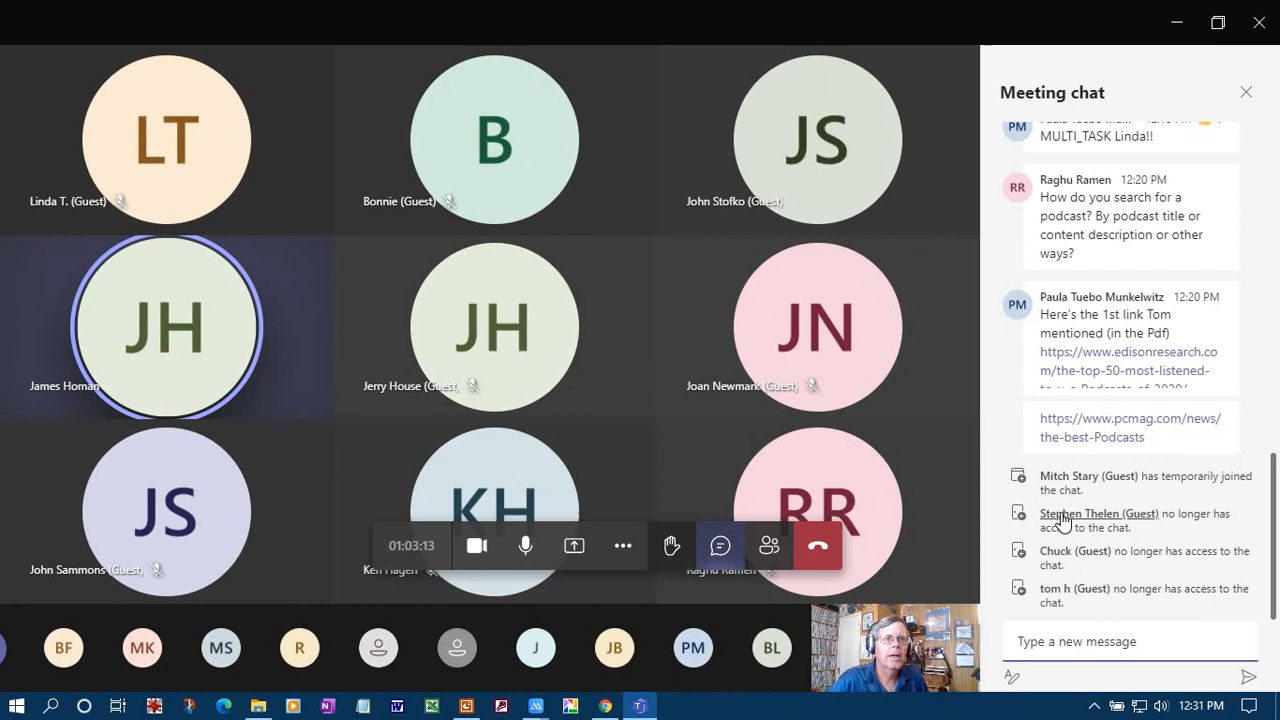 LT
Linda T. (Guest)
B
Bonnie (Guest)
JS
John Stofko (Guest)
JH
James Homan
JH
Jerry House (Guest,
JN
Joan Newmark (Guest)
JS
John Sammons (Guest)
KH
Ken Hagen
RR
Raghu Ramen
01:03:13
BF
MK
MS
R
J
JB
PM
BL
Meeting chat
PM
MULTI_TASK Linda!!
RR
Raghu Ramen 12:20 PM
How do you search for a
podcast? By podcast title or
content description or other
ways?
PM
Paula Tuebo Munkelwitz 12:20 PM
Here's the 1st link Tom
mentioned (in the Pdf)
https://www.edisonresearch.co
m/the-top-50-most-listened-
to-u-s-Podcasts-of-2020/
https://www.pcmag.com/news/
the-best-Podcasts
Mitch Stary (Guest) has temporarily joined
the chat.
Stephen Thelen (Guest) no longer has
access to the chat.
Chuck (Guest) no longer has access to the
chat.
tom h (Guest) no longer has access to the
chat.
Type a new message
12:31 PM